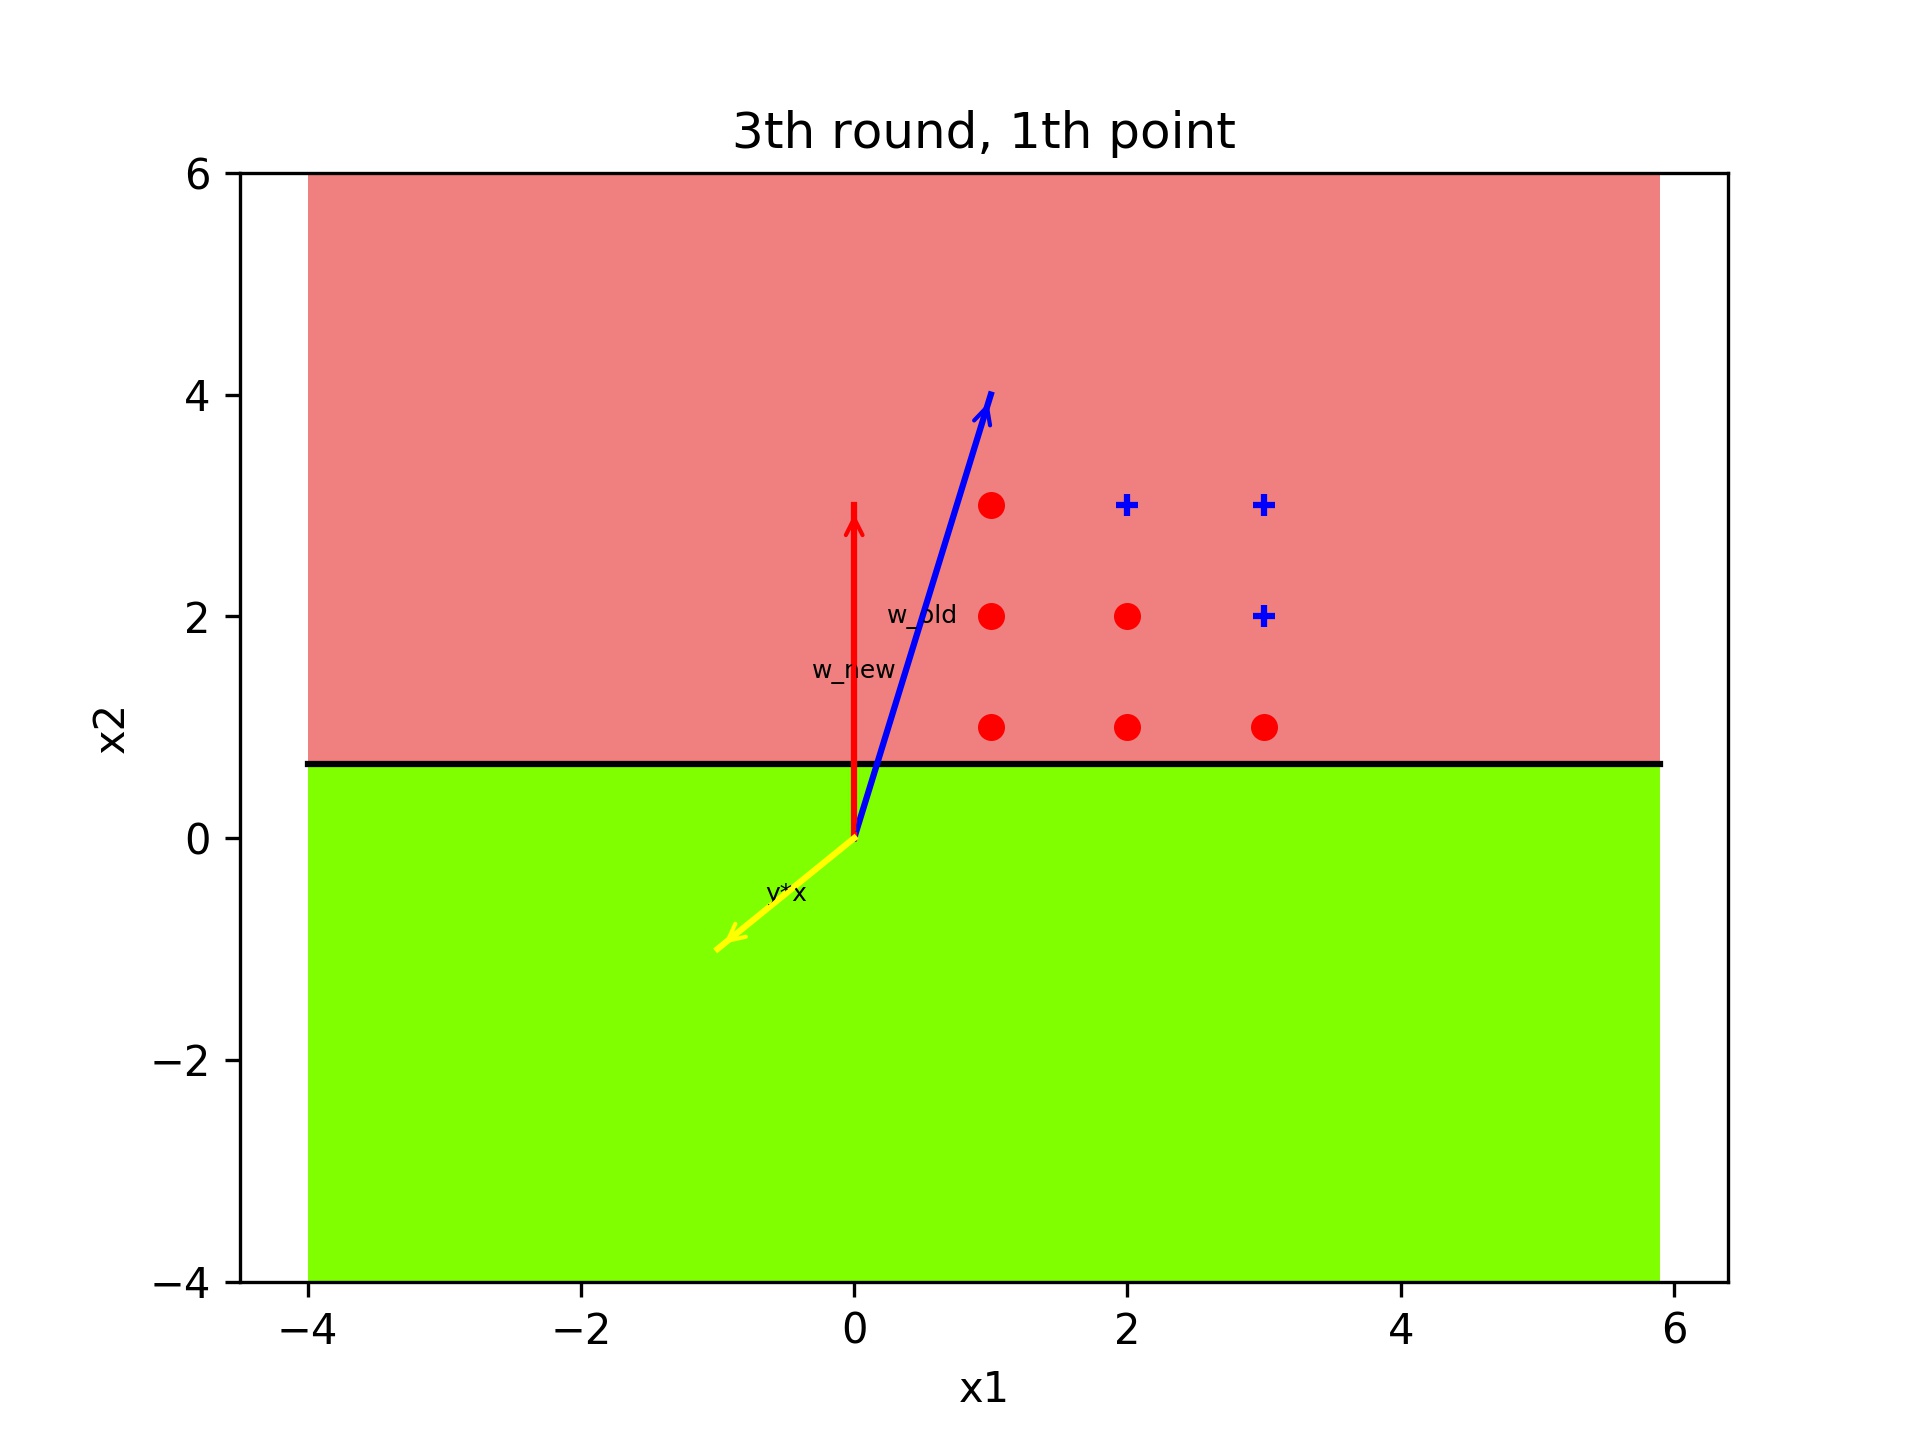 3th round, 1th point
6
4
2
0
−2
−4
x2
w_old
w_new
y*x
−4 −2 0 2 4 6
x1